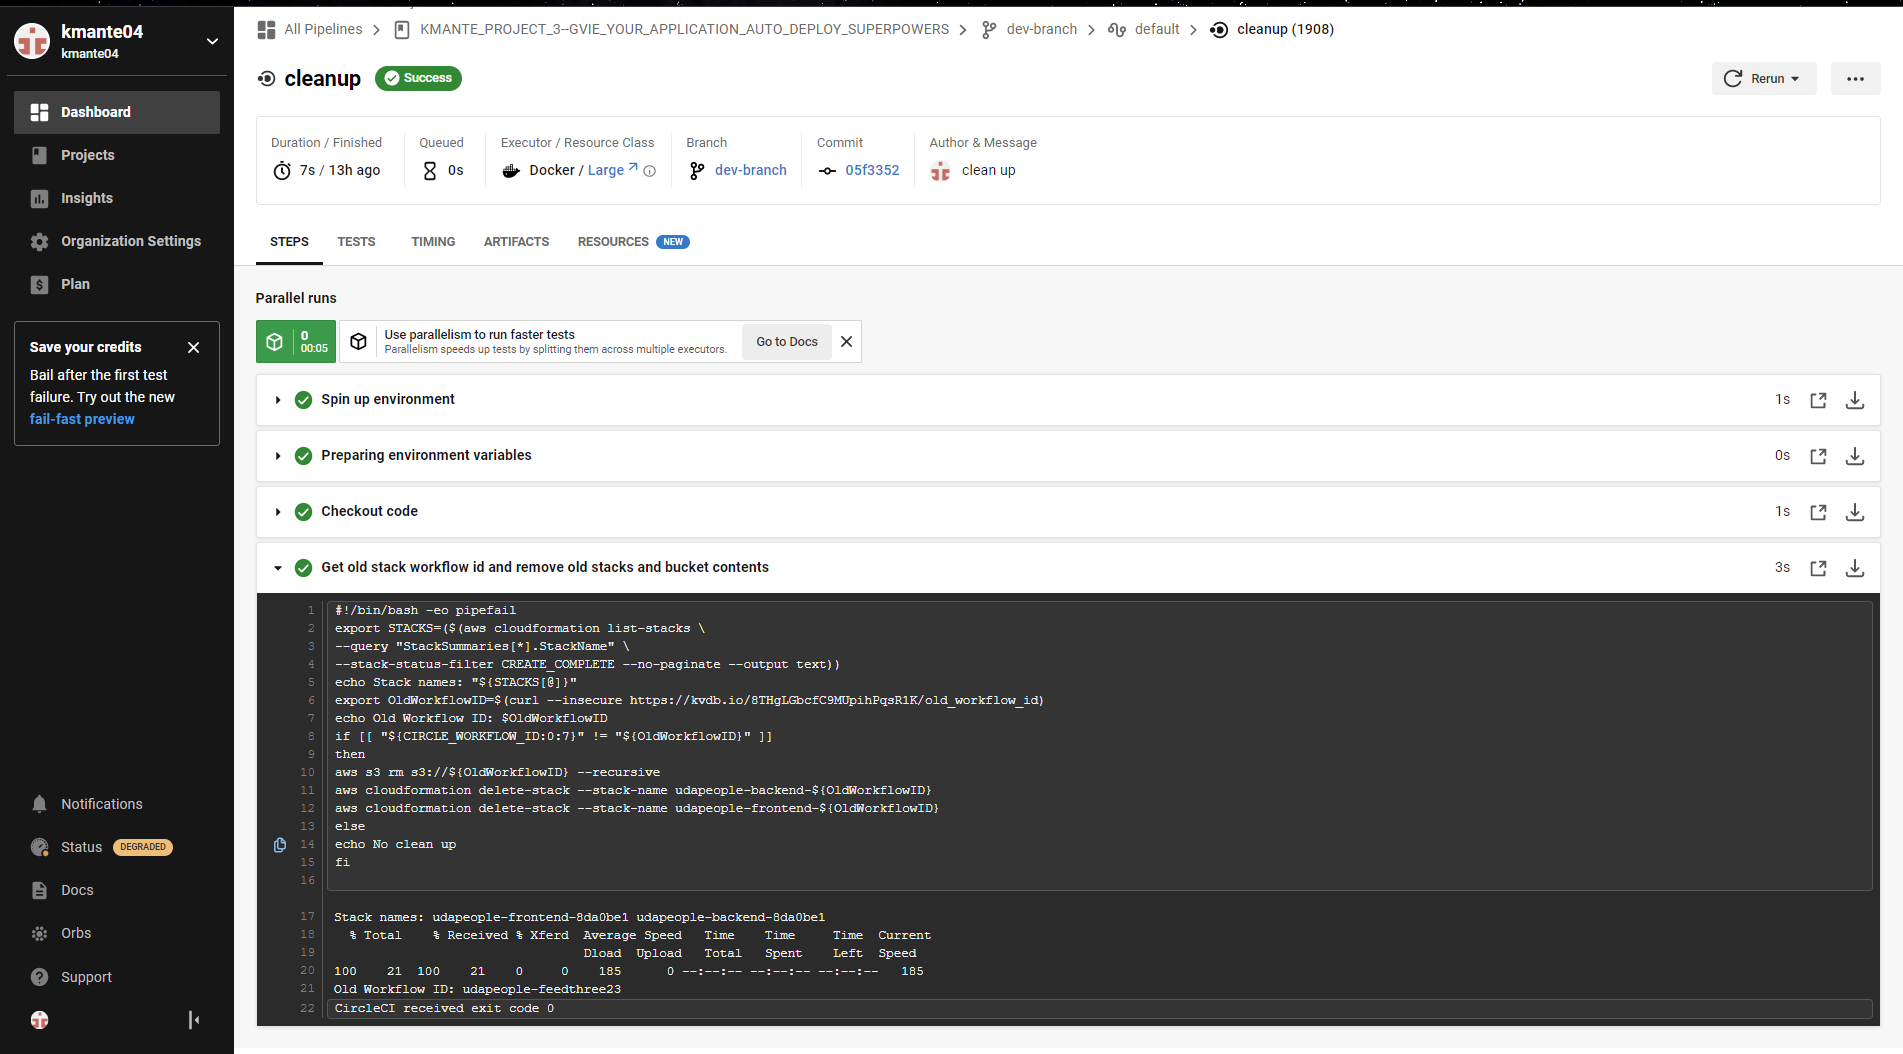 kmante04
kmante04
Dashboard
Projects
Insights
Organization Settings
Plan
Save your credits
Bail after the first test
failure. Try out the new
fail-fast preview
Notifications
Status DEGRADED
Docs
Orbs
Support
All Pipelines KMANTE_PROJECT_3--GVIE_YOUR_APPLICATION_AUTO_DEPLOY_SUPERPOWERS dev-branch default cleanup (1908)
cleanup Success
Rerun
Duration / Finished
7s / 13h ago
Queued
0s
Executor / Resource Class
Docker / Large
Branch
dev-branch
Commit
05f3352
Author & Message
clean up
STEPS TESTS TIMING ARTIFACTS RESOURCES NEW
Parallel runs
0
00:05
Use parallelism to run faster tests
Parallelism speeds up tests by splitting them across multiple executors.
Go to Docs
Spin up environment 1s
Preparing environment variables 0s
Checkout code 1s
Get old stack workflow id and remove old stacks and bucket contents 3s
1 #!/bin/bash -eo pipefail
2 export STACKS=($(aws cloudformation list-stacks \
3 --query "StackSummaries[*].StackName" \
4 --stack-status-filter CREATE_COMPLETE --no-paginate --output text))
5 echo Stack names: "${STACKS[@]}"
6 export OldWorkflowID=$(curl --insecure https://kvdb.io/8THgLGbcfC9MUpihPqsR1K/old_workflow_id)
7 echo Old Workflow ID: $OldWorkflowID
8 if [[ "${CIRCLE_WORKFLOW_ID:0:7}" != "${OldWorkflowID}" ]]
9 then
10 aws s3 rm s3://${OldWorkflowID} --recursive
11 aws cloudformation delete-stack --stack-name udapeople-backend-${OldWorkflowID}
12 aws cloudformation delete-stack --stack-name udapeople-frontend-${OldWorkflowID}
13 else
14 echo No clean up
15 fi
16
17 Stack names: udapeople-frontend-8da0be1 udapeople-backend-8da0be1
18 % Total % Received % Xferd Average Speed Time Time Time Current
19 Dload Upload Total Spent Left Speed
20 100 21 100 21 0 0 185 0 --:--:-- --:--:-- --:--:-- 185
21 Old Workflow ID: udapeople-feedthree23
22 CircleCI received exit code 0